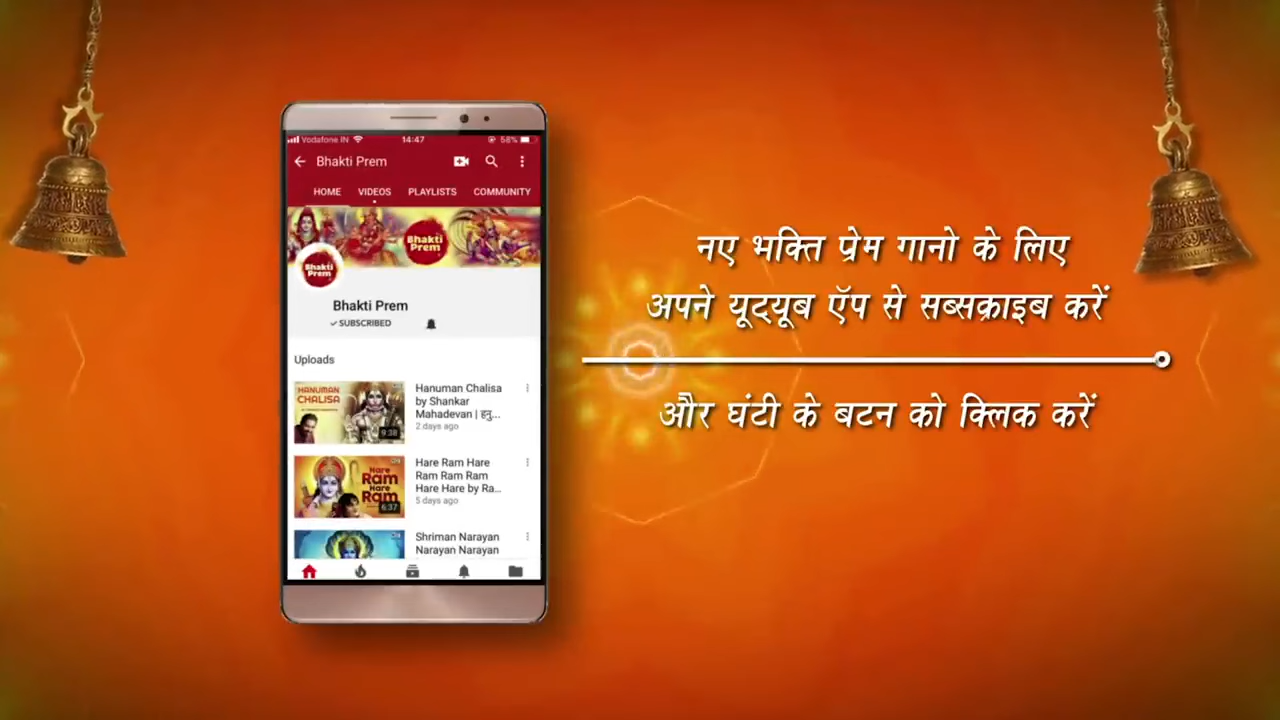 Vodafone IN 14:47 58%
Bhakti Prem
HOME VIDEOS PLAYLISTS COMMUNITY
Bhakti
Prem
Bhakti
Prem
Bhakti Prem
SUBSCRIBED
Uploads
HANUMAN
CHALISA
9:38
Hanuman Chalisa
by Shankar
Mahadevan | हनु...
2 days ago
Hare
Ram
Hare
Ram
6:37
Hare Ram Hare
Ram Ram Ram
Hare Hare by Ra...
5 days ago
Shriman Narayan
Narayan Narayan
नए भक्ति प्रेम गानो के लिए
अपने यूट्यूब ऍप से सब्सक्राइब करें
और घंटी के बटन को क्लिक करें